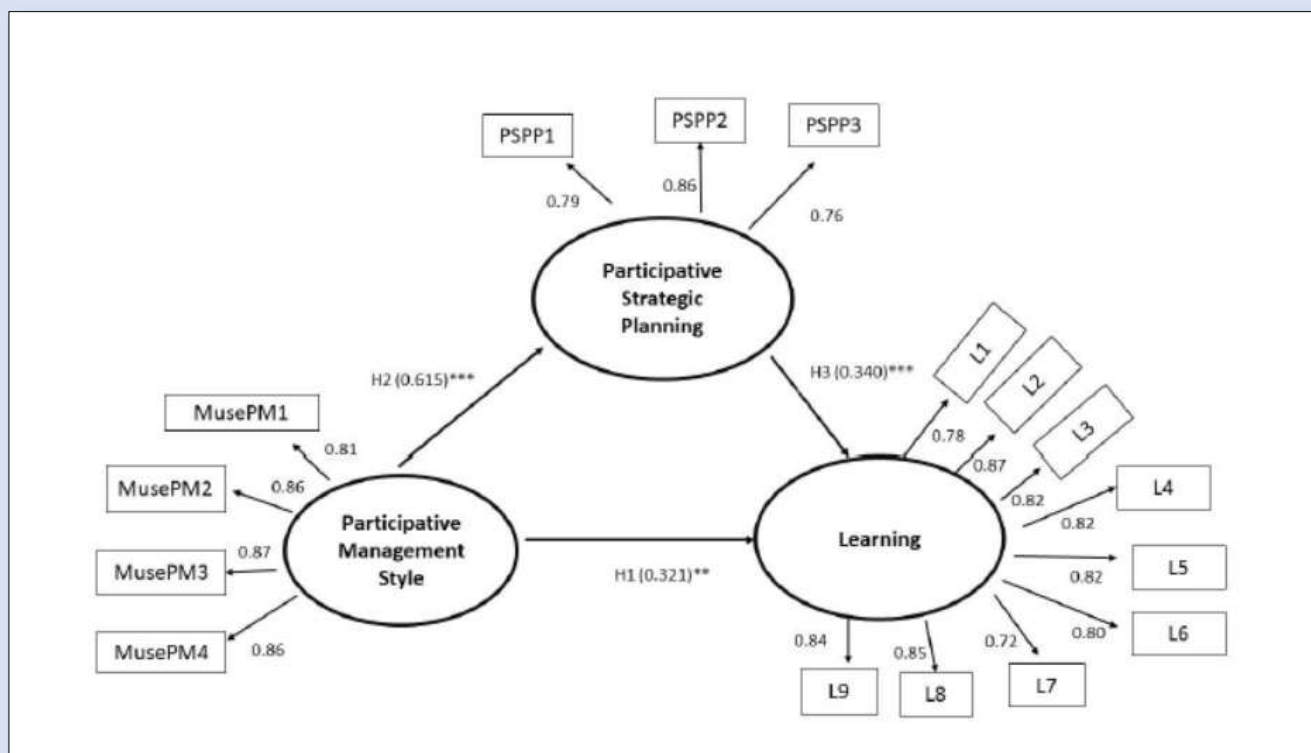 PSPP1
PSPP2
PSPP3
0.79
0.86
0.76
Participative
Strategic
Planning
H2 (0.615)***
H3 (0.340)***
MusePM1
MusePM2
MusePM3
MusePM4
0.81
0.86
0.87
0.86
Participative
Management
Style
H1 (0.321)**
Learning
L1
L2
L3
L4
L5
L6
L7
L8
L9
0.78
0.87
0.82
0.82
0.82
0.80
0.72
0.85
0.84